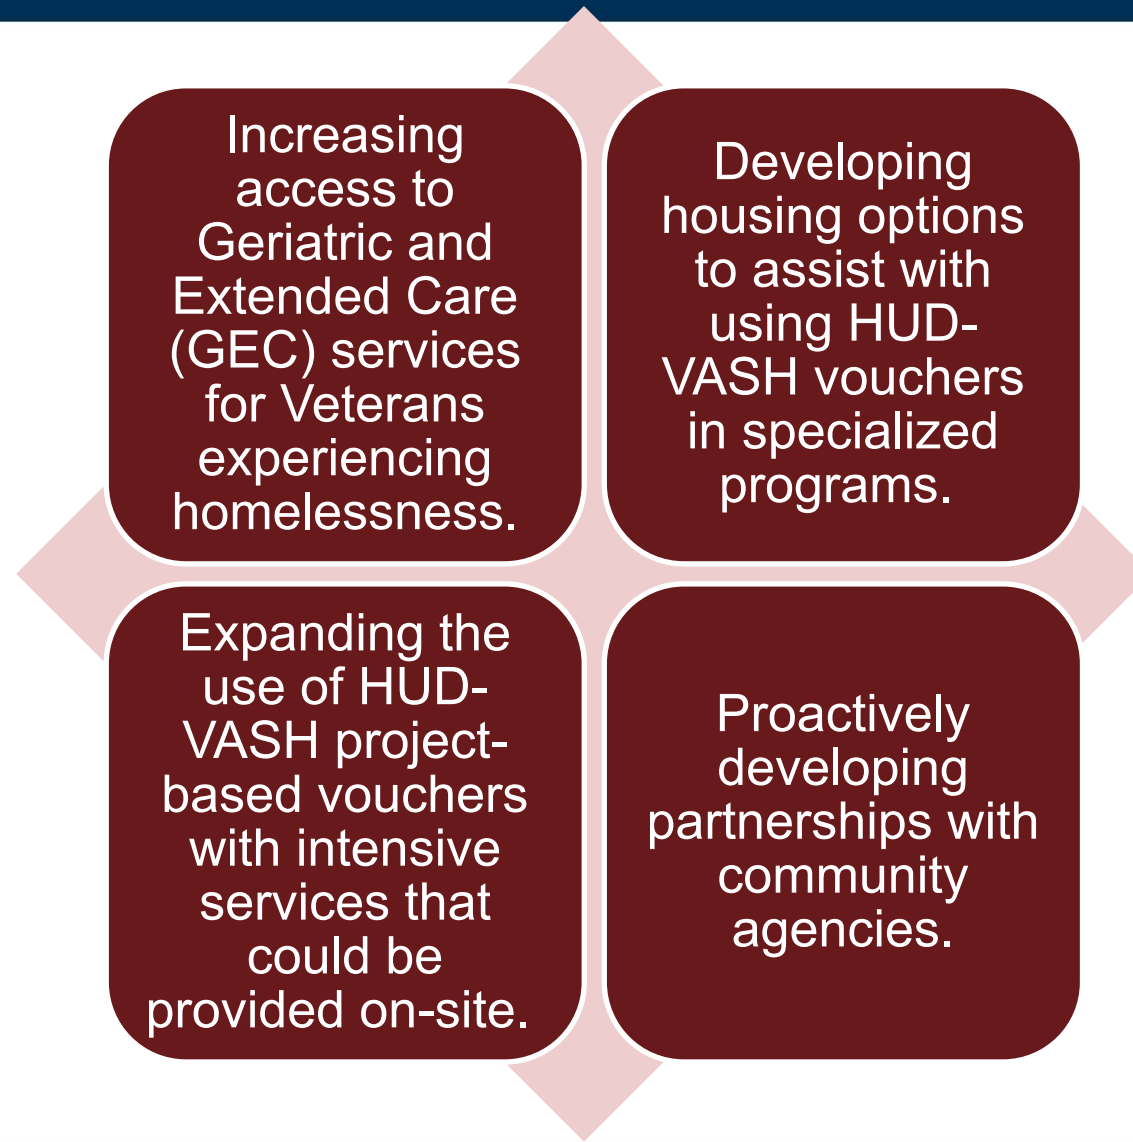 Increasing
access to
Geriatric and
Extended Care
(GEC) services
for Veterans
experiencing
homelessness.
Developing
housing options
to assist with
using HUD-
VASH vouchers
in specialized
programs.
Expanding the
use of HUD-
VASH project-
based vouchers
with intensive
services that
could be
provided on-site.
Proactively
developing
partnerships with
community
agencies.